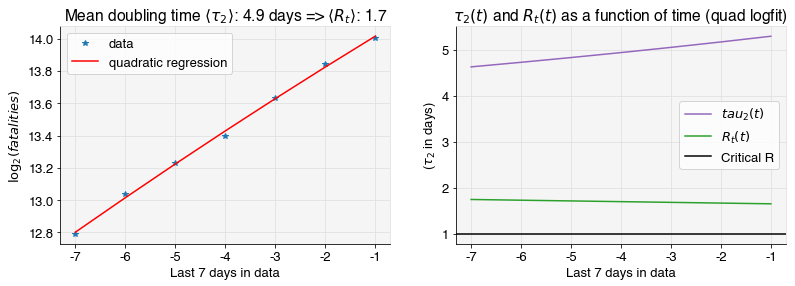 Mean doubling time ⟨τ₂⟩: 4.9 days => ⟨Rₜ⟩: 1.7
log₂(fatalities)
14.0
13.8
13.6
13.4
13.2
13.0
12.8
data
quadratic regression
-7 -6 -5 -4 -3 -2 -1
Last 7 days in data
τ₂(t) and Rₜ(t) as a function of time (quad logfit)
(τ₂ in days)
5
4
3
2
1
tau₂(t)
Rₜ(t)
Critical R
-7 -6 -5 -4 -3 -2 -1
Last 7 days in data